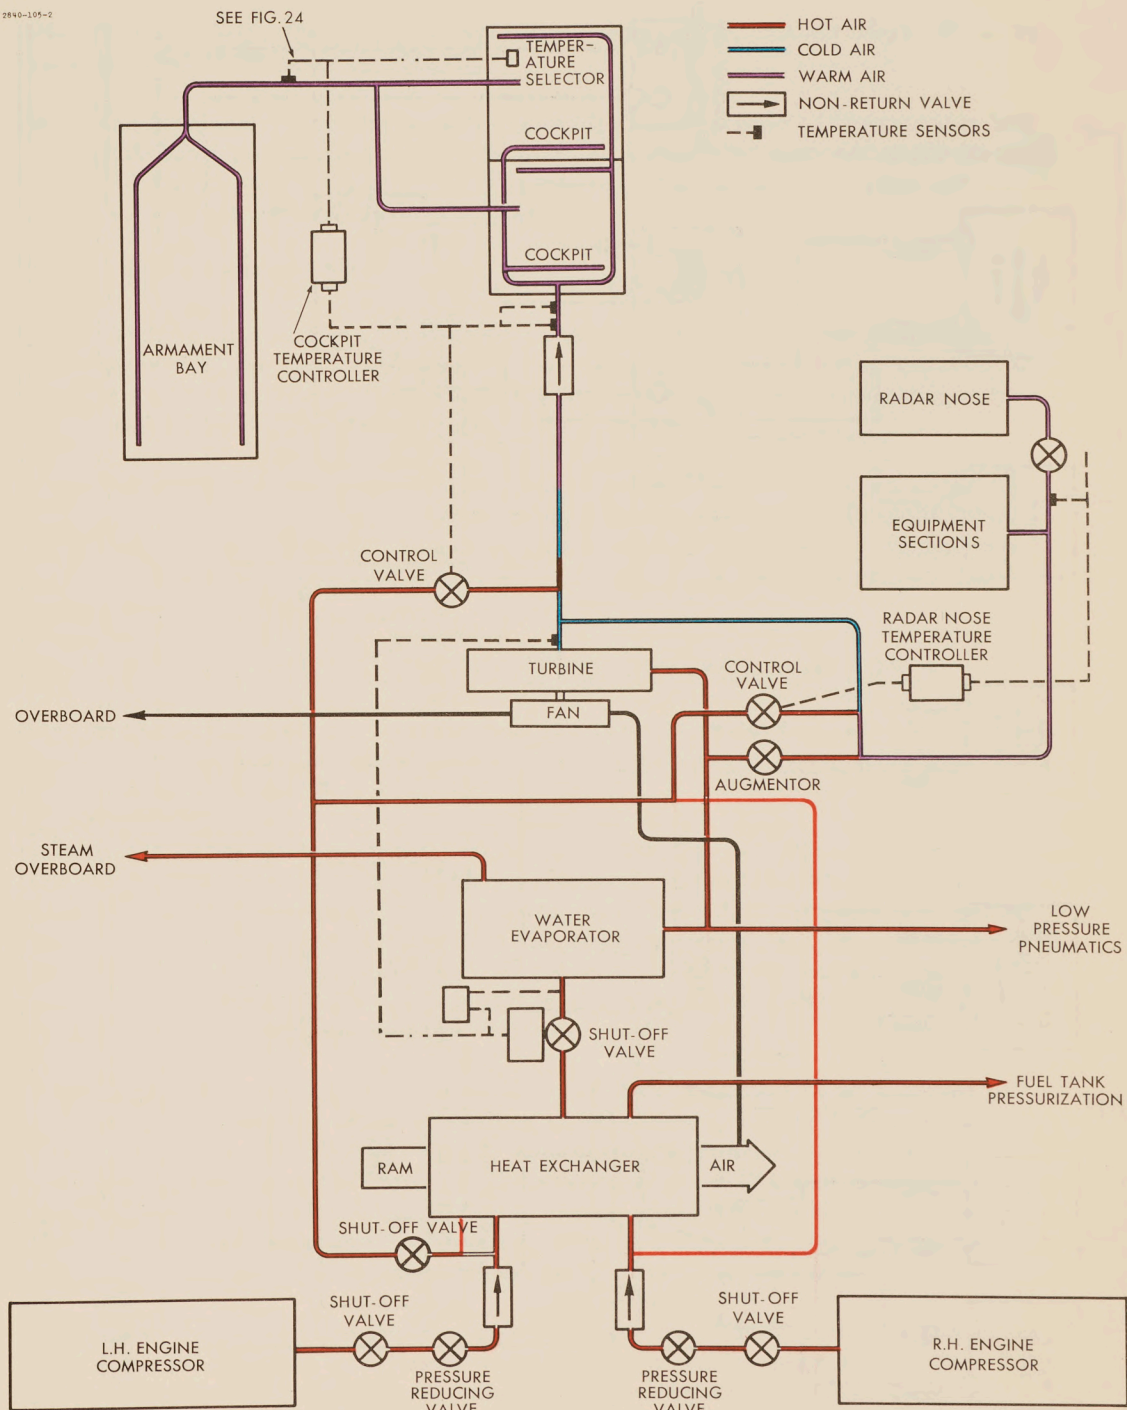 2840-105-2
SEE FIG. 24
HOT AIR
COLD AIR
WARM AIR
NON-RETURN VALVE
TEMPERATURE SENSORS
TEMPER-
ATURE
SELECTOR
COCKPIT
COCKPIT
ARMAMENT
BAY
COCKPIT
TEMPERATURE
CONTROLLER
RADAR NOSE
EQUIPMENT
SECTIONS
CONTROL
VALVE
RADAR NOSE
TEMPERATURE
CONTROLLER
TURBINE
CONTROL
VALVE
OVERBOARD
FAN
AUGMENTOR
STEAM
OVERBOARD
WATER
EVAPORATOR
LOW
PRESSURE
PNEUMATICS
SHUT-OFF
VALVE
FUEL TANK
PRESSURIZATION
RAM
HEAT EXCHANGER
AIR
SHUT-OFF VALVE
SHUT-OFF
VALVE
SHUT-OFF
VALVE
L.H. ENGINE
COMPRESSOR
R.H. ENGINE
COMPRESSOR
PRESSURE
REDUCING
VALVE
PRESSURE
REDUCING
VALVE